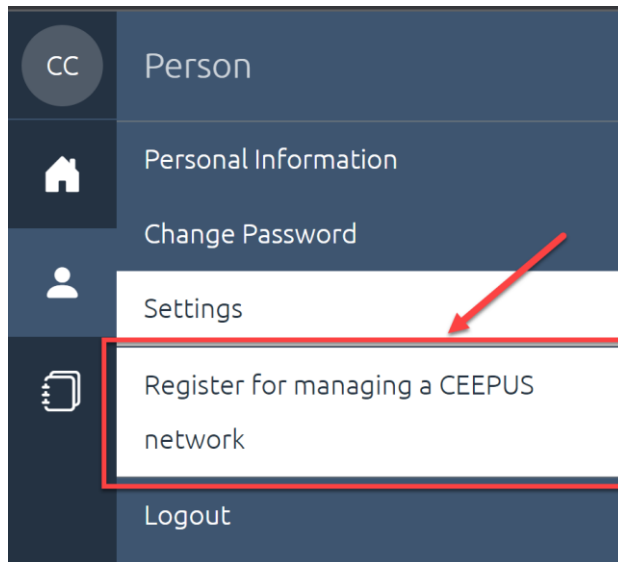 CC
Person
Personal Information
Change Password
Settings
Register for managing a CEEPUS
network
Logout